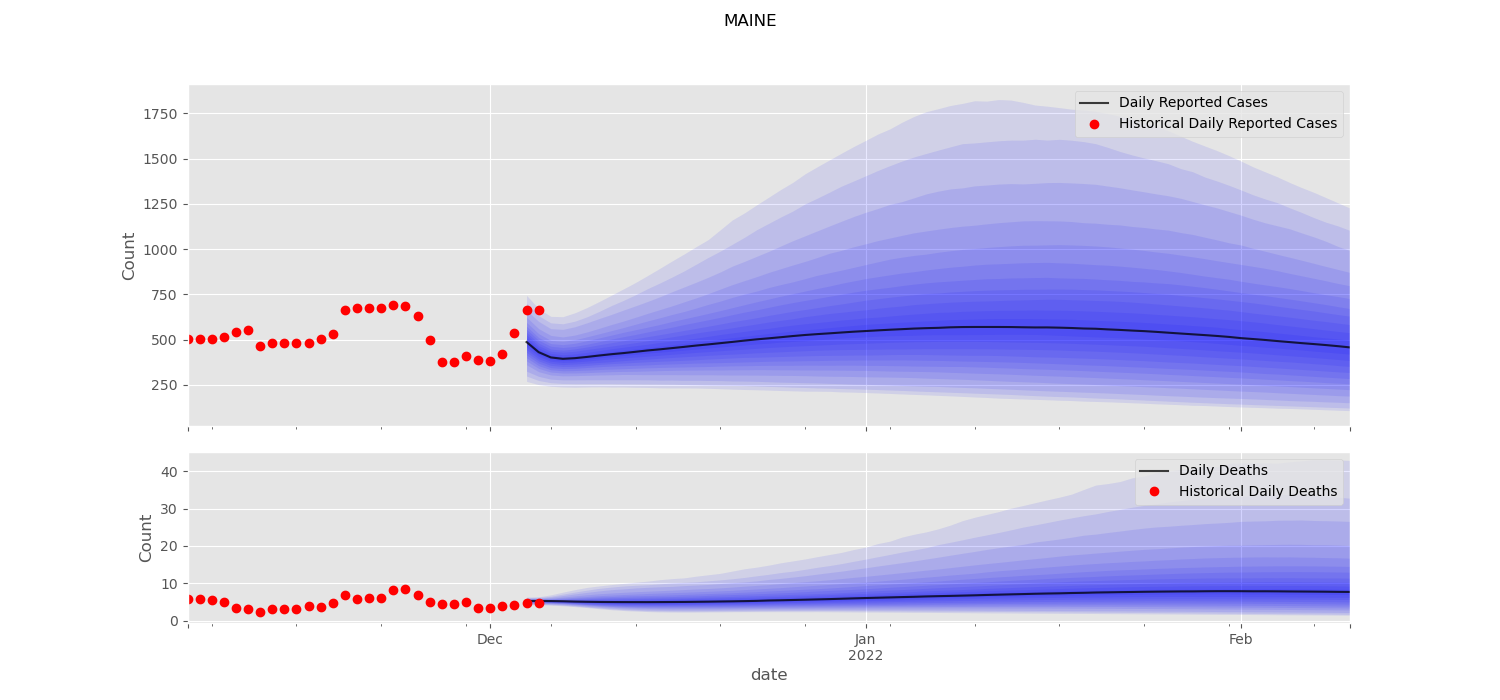 MAINE
1750
1500
1250
1000
750
500
250
Count
Daily Reported Cases
Historical Daily Reported Cases
40
30
20
10
0
Count
Daily Deaths
Historical Daily Deaths
Dec
Jan
2022
Feb
date